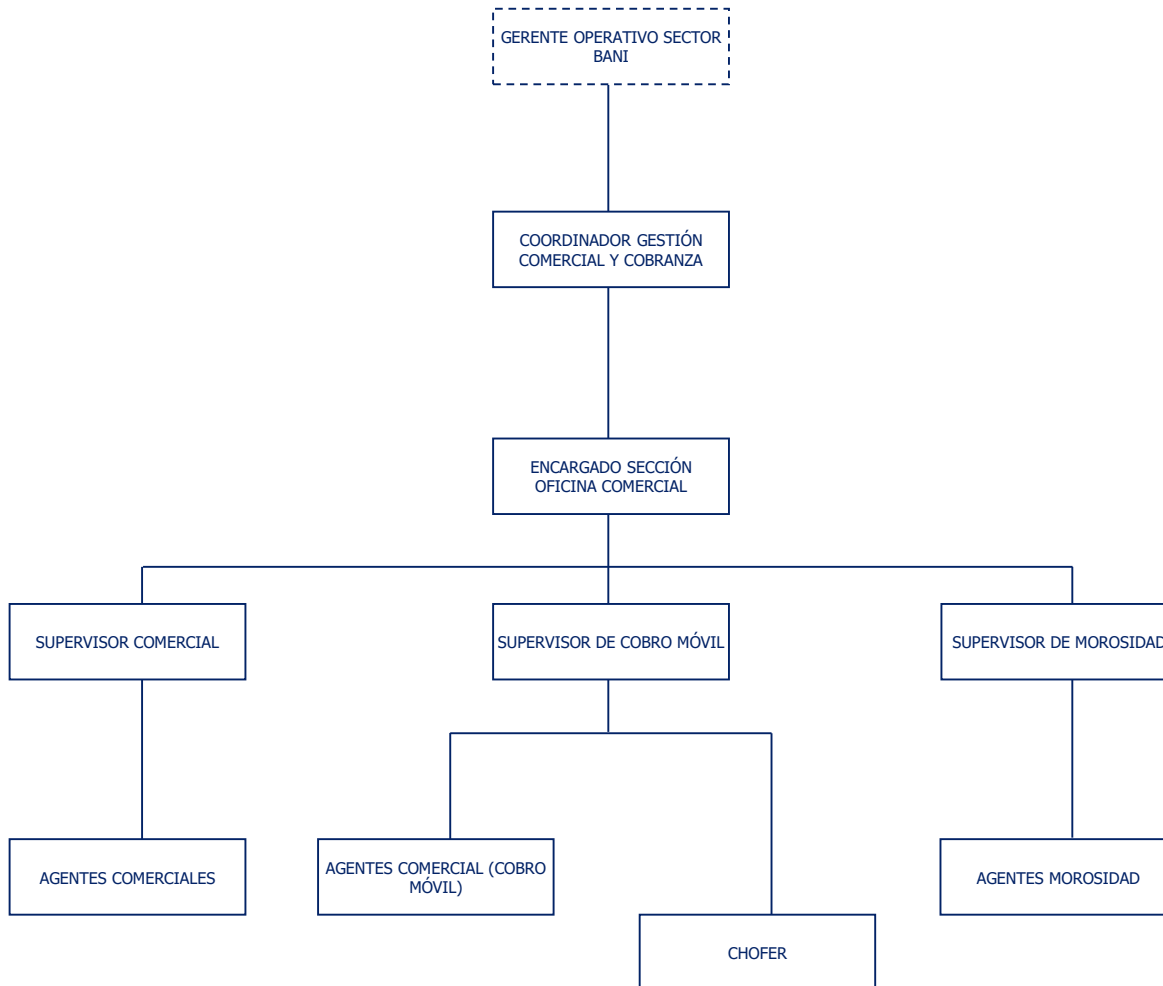 GERENTE OPERATIVO SECTOR
BANI
COORDINADOR GESTIÓN
COMERCIAL Y COBRANZA
ENCARGADO SECCIÓN
OFICINA COMERCIAL
SUPERVISOR COMERCIAL
SUPERVISOR DE COBRO MÓVIL
SUPERVISOR DE MOROSIDAD
AGENTES COMERCIALES
AGENTES COMERCIAL (COBRO
MÓVIL)
AGENTES MOROSIDAD
CHOFER